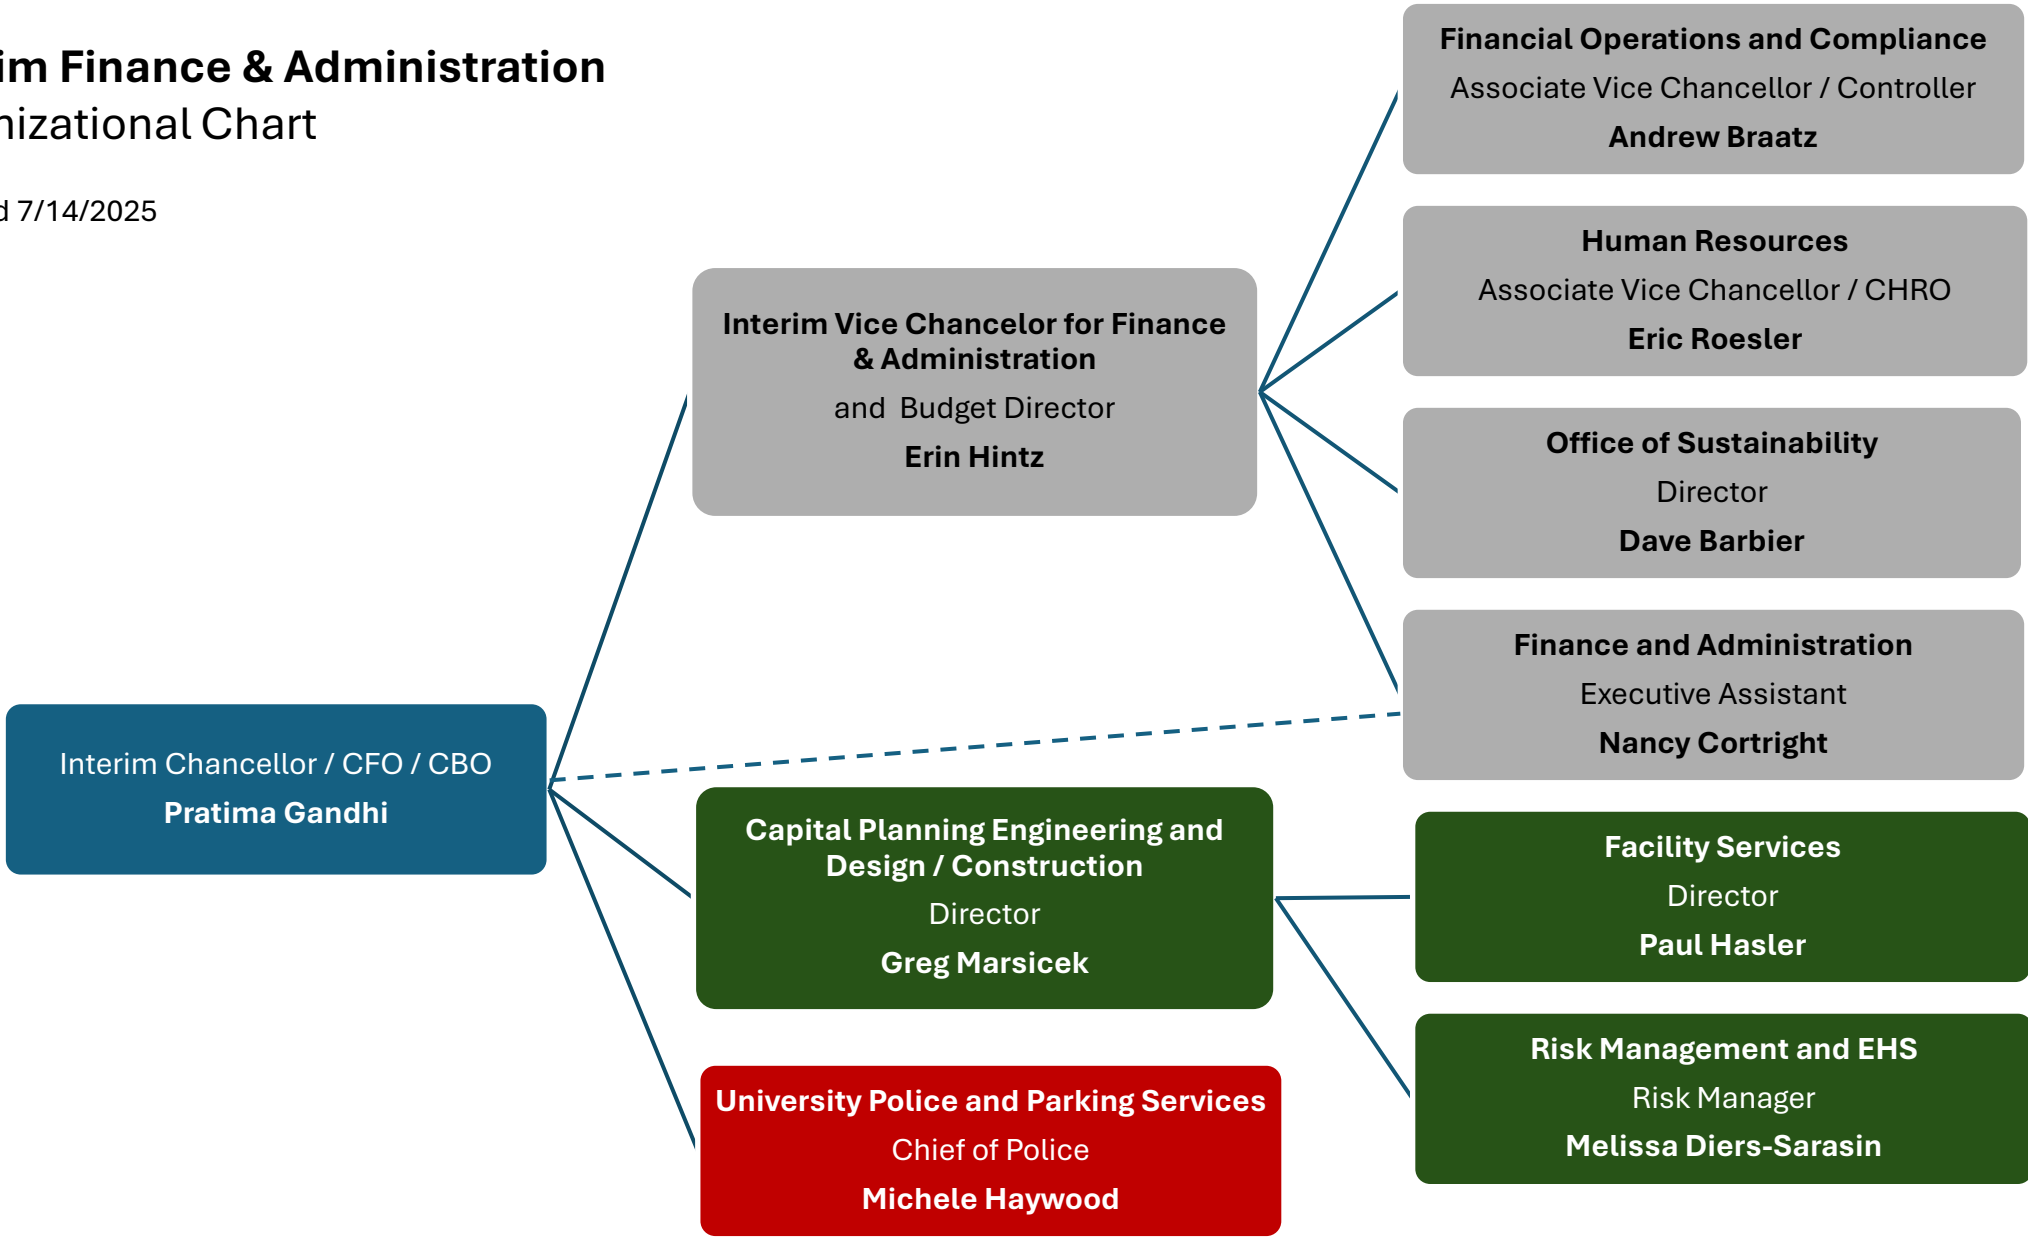 im Finance & Administration
nizational Chart
d 7/14/2025
Interim Chancellor / CFO / CBO
Pratima Gandhi
Interim Vice Chancelor for Finance
& Administration
and  Budget Director
Erin Hintz
Capital Planning Engineering and
Design / Construction
Director
Greg Marsicek
University Police and Parking Services
Chief of Police
Michele Haywood
Financial Operations and Compliance
Associate Vice Chancellor / Controller
Andrew Braatz
Human Resources
Associate Vice Chancellor / CHRO
Eric Roesler
Office of Sustainability
Director
Dave Barbier
Finance and Administration
Executive Assistant
Nancy Cortright
Facility Services
Director
Paul Hasler
Risk Management and EHS
Risk Manager
Melissa Diers-Sarasin